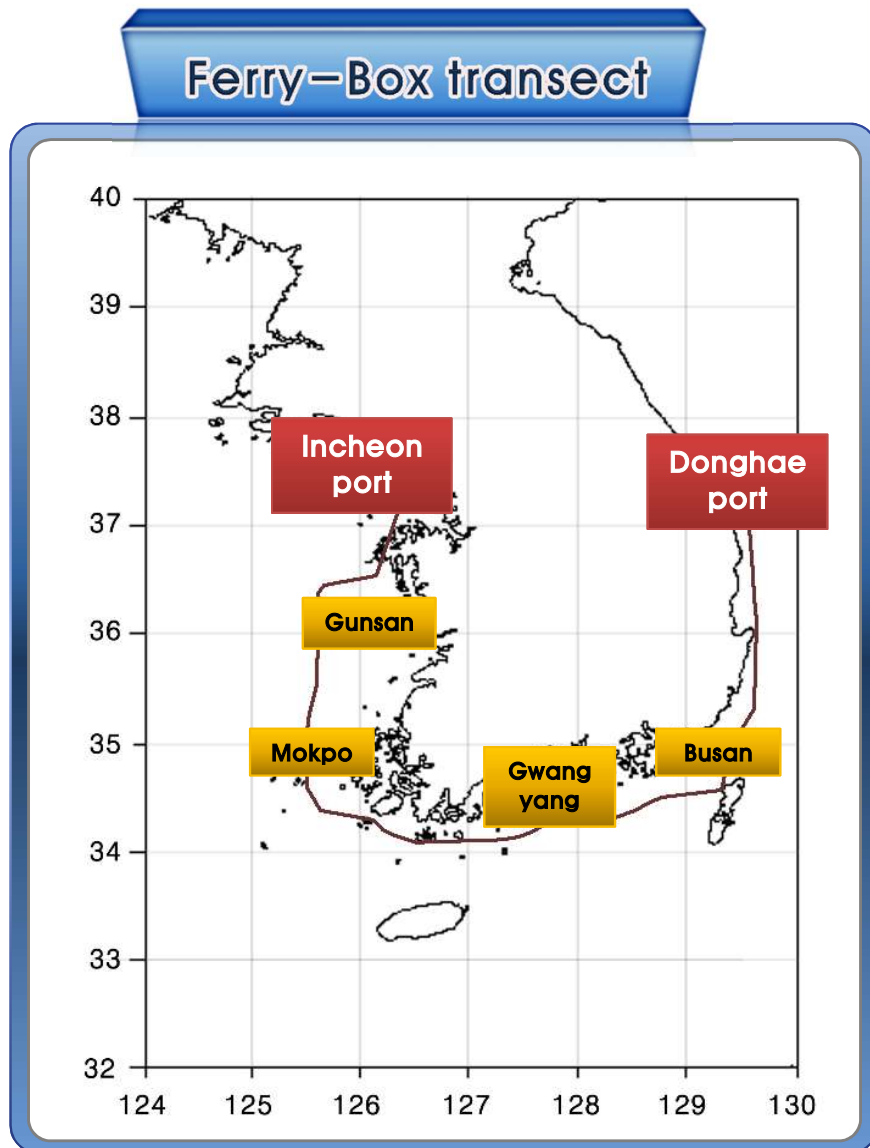 Ferry-Box transect
40
39
38
37
36
35
34
33
32
Incheon
port
Donghae
port
Gunsan
Mokpo
Gwang
yang
Busan
124
125
126
127
128
129
130